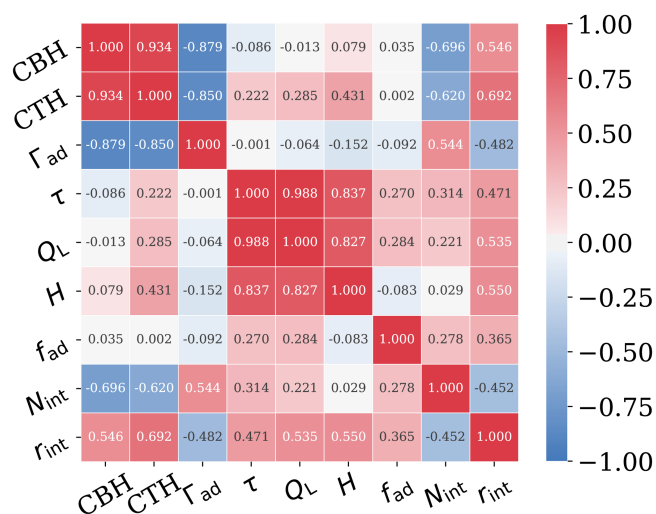 CBH 1.000 0.934 -0.879 -0.086 -0.013 0.079 0.035 -0.696 0.546
CTH 0.934 1.000 -0.850 0.222 0.285 0.431 0.002 -0.620 0.692
Γad -0.879 -0.850 1.000 -0.001 -0.064 -0.152 -0.092 0.544 -0.482
τ -0.086 0.222 -0.001 1.000 0.988 0.837 0.270 0.314 0.471
QL -0.013 0.285 -0.064 0.988 1.000 0.827 0.284 0.221 0.535
H 0.079 0.431 -0.152 0.837 0.827 1.000 -0.083 0.029 0.550
fad 0.035 0.002 -0.092 0.270 0.284 -0.083 1.000 0.278 0.365
Nint -0.696 -0.620 0.544 0.314 0.221 0.029 0.278 1.000 -0.452
rint 0.546 0.692 -0.482 0.471 0.535 0.550 0.365 -0.452 1.000
CBH CTH Γad τ QL H fad Nint rint
1.00
0.75
0.50
0.25
0.00
−0.25
−0.50
−0.75
−1.00